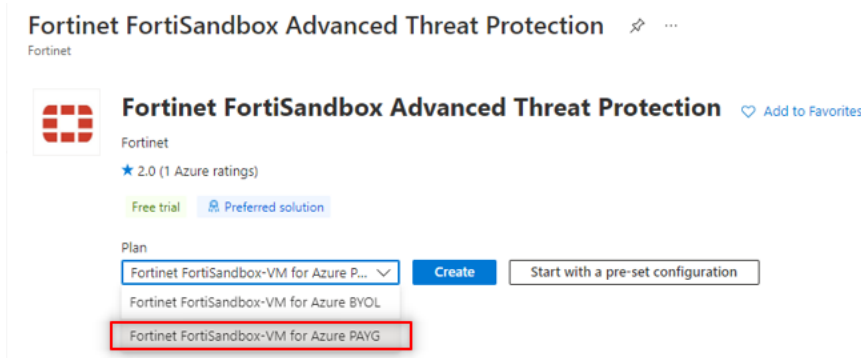 Fortinet FortiSandbox Advanced Threat Protection ...
Fortinet
Fortinet FortiSandbox Advanced Threat Protection
Add to Favorites
Fortinet
2.0 (1 Azure ratings)
Free trial
Preferred solution
Plan
Fortinet FortiSandbox-VM for Azure P...
Create
Start with a pre-set configuration
Fortinet FortiSandbox-VM for Azure BYOL
Fortinet FortiSandbox-VM for Azure PAYG